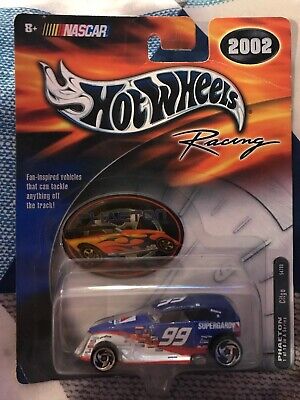 8+
NASCAR
2002
Hot Wheels
Racing
Fan-inspired vehicles
that can tackle
anything off
the track!
99
SUPERGARD
PHAETON
Citgo